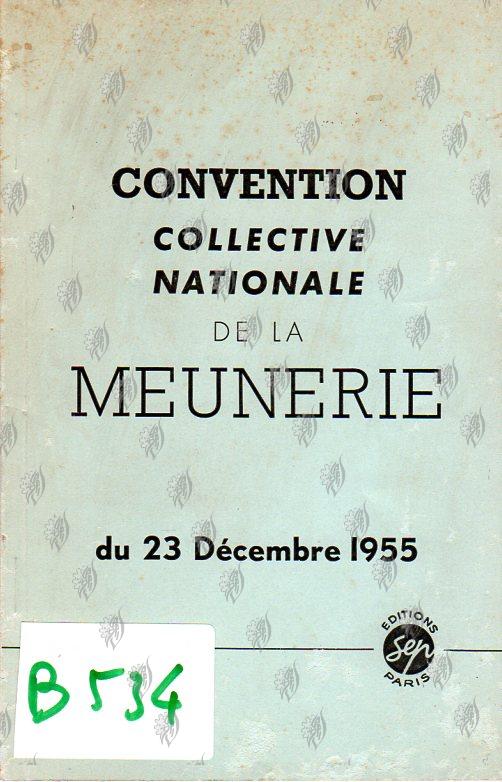 CONVENTION
COLLECTIVE
NATIONALE
DE LA
MEUNERIE
du 23 Décembre 1955
EDITIONS
sep
PARIS
B 534